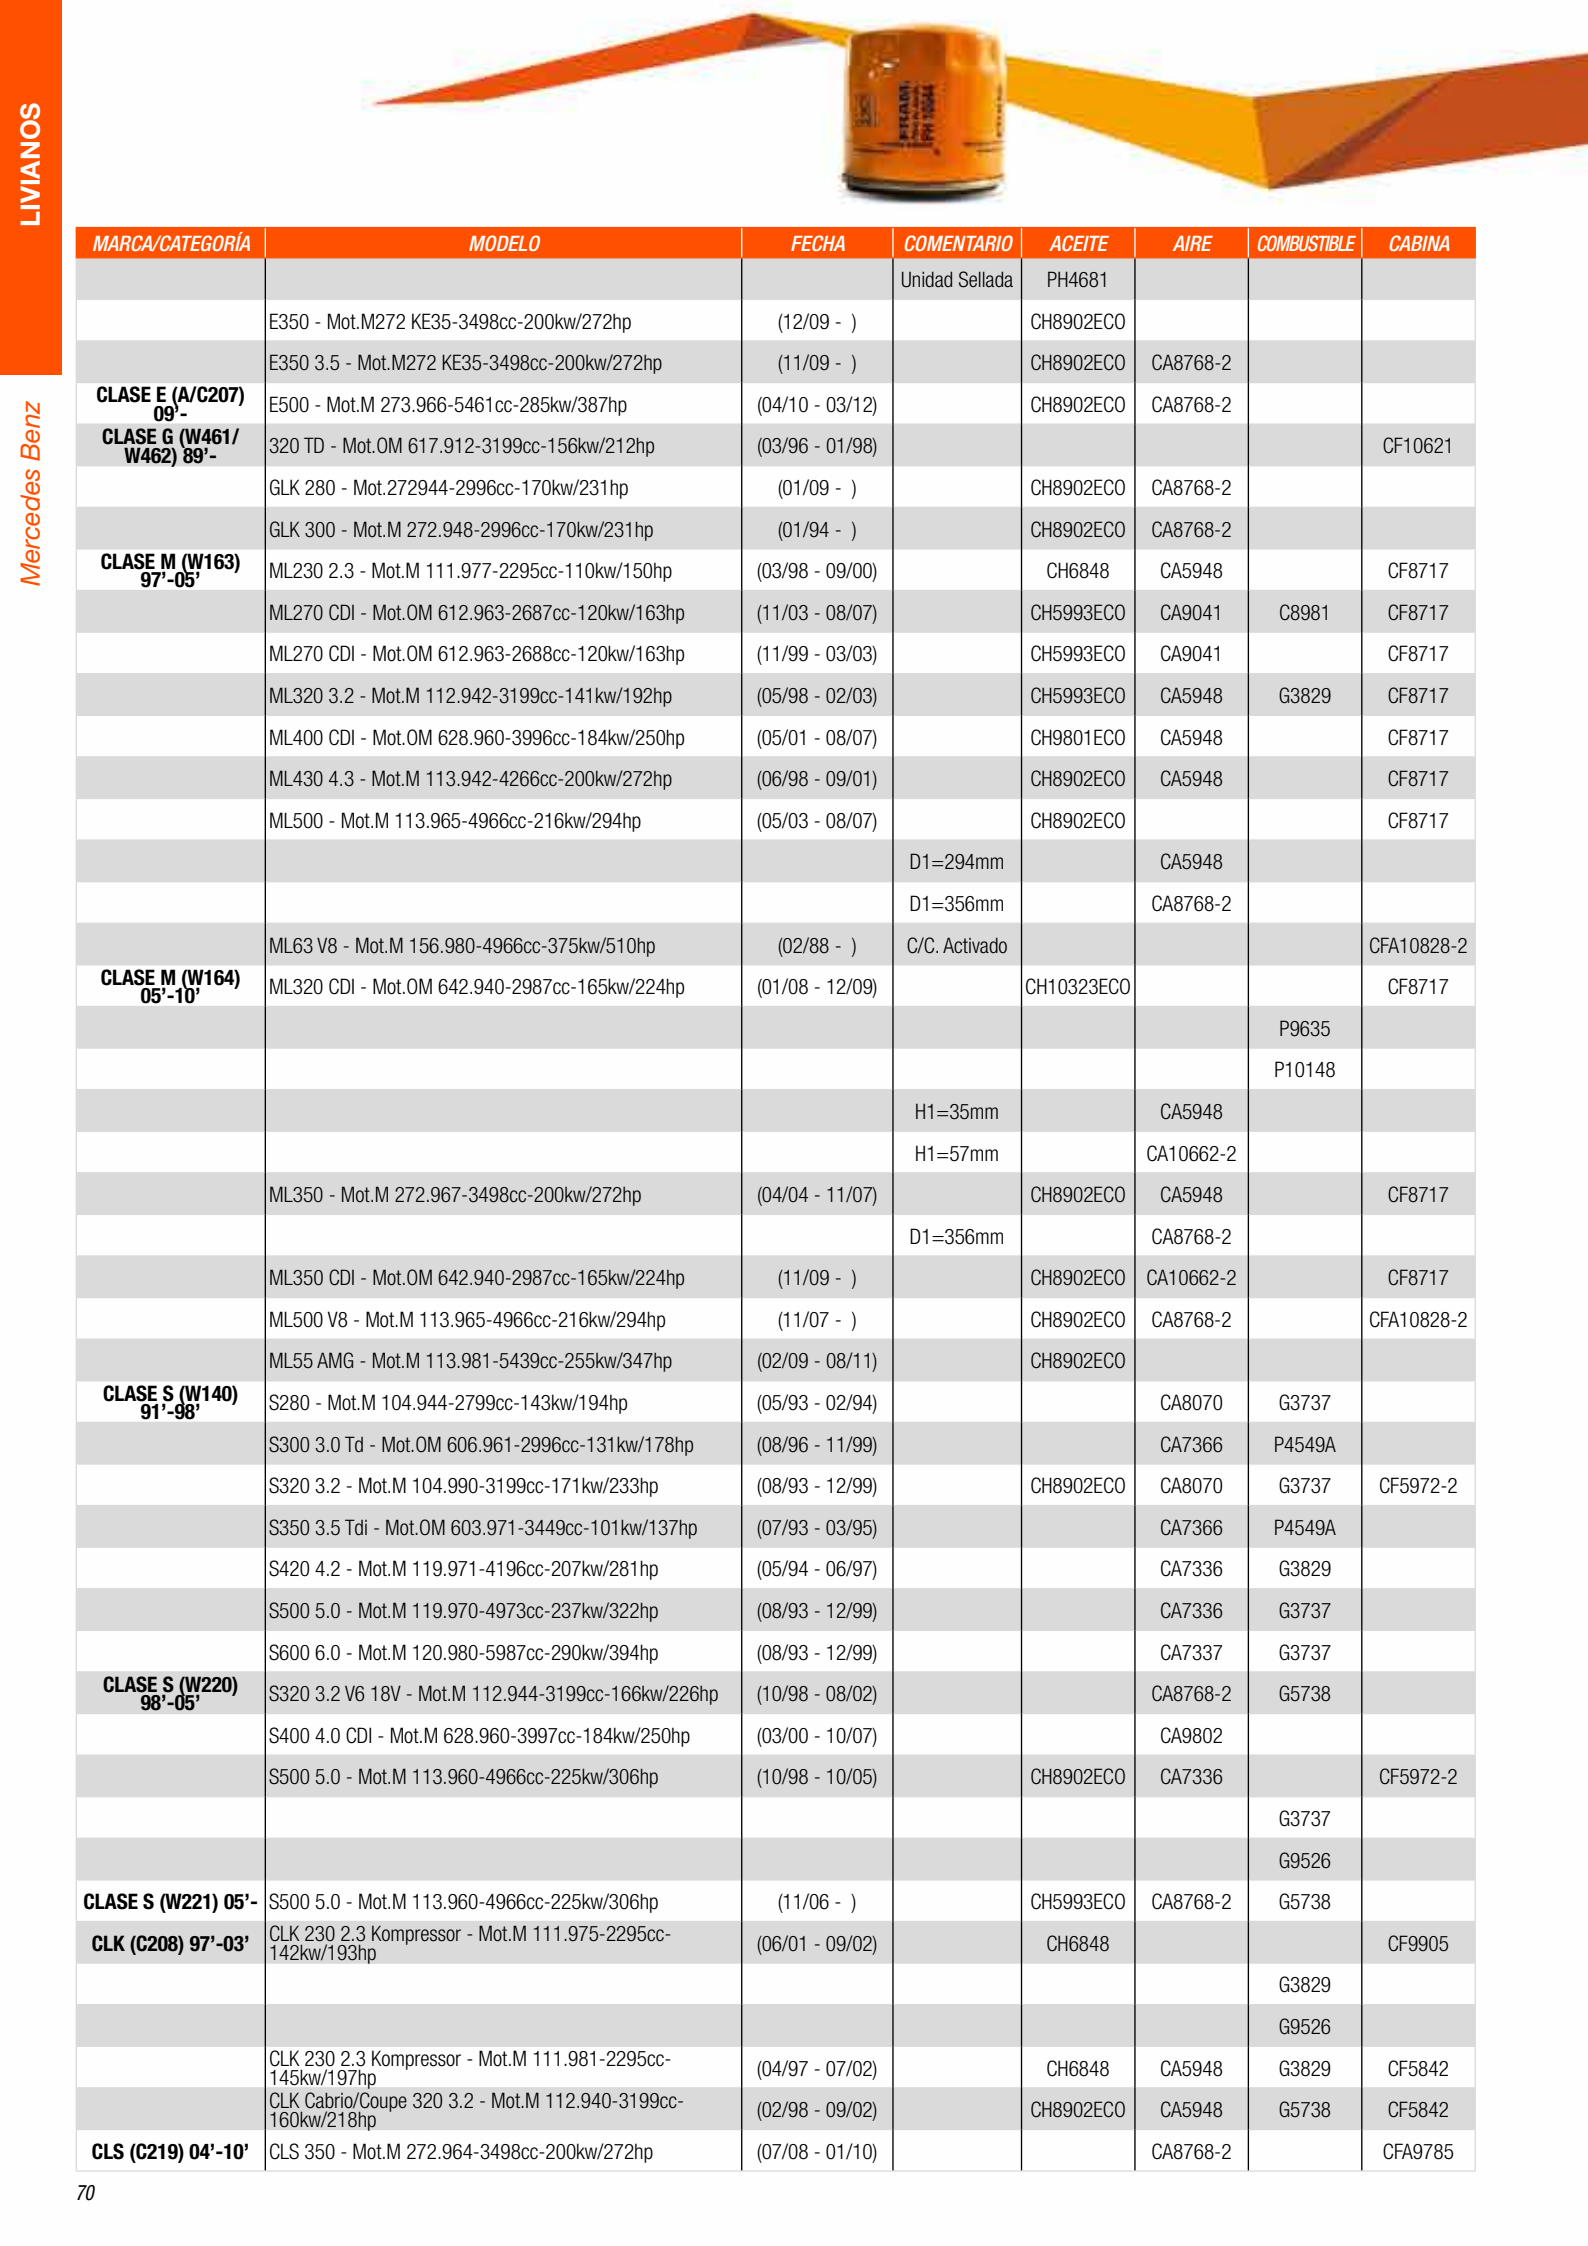 LIVIANOS
Mercedes Benz
FRAM
PH 10044
MARCA/CATEGORÍA MODELO FECHA COMENTARIO ACEITE AIRE COMBUSTIBLE CABINA
Unidad Sellada PH4681
E350 - Mot.M272 KE35-3498cc-200kw/272hp (12/09 - ) CH8902ECO
E350 3.5 - Mot.M272 KE35-3498cc-200kw/272hp (11/09 - ) CH8902ECO CA8768-2
CLASE E (A/C207)
09’- E500 - Mot.M 273.966-5461cc-285kw/387hp (04/10 - 03/12) CH8902ECO CA8768-2
CLASE G (W461/
W462) 89’- 320 TD - Mot.OM 617.912-3199cc-156kw/212hp (03/96 - 01/98) CF10621
GLK 280 - Mot.272944-2996cc-170kw/231hp (01/09 - ) CH8902ECO CA8768-2
GLK 300 - Mot.M 272.948-2996cc-170kw/231hp (01/94 - ) CH8902ECO CA8768-2
CLASE M (W163)
97’-05’ ML230 2.3 - Mot.M 111.977-2295cc-110kw/150hp (03/98 - 09/00) CH6848 CA5948 CF8717
ML270 CDI - Mot.OM 612.963-2687cc-120kw/163hp (11/03 - 08/07) CH5993ECO CA9041 C8981 CF8717
ML270 CDI - Mot.OM 612.963-2688cc-120kw/163hp (11/99 - 03/03) CH5993ECO CA9041 CF8717
ML320 3.2 - Mot.M 112.942-3199cc-141kw/192hp (05/98 - 02/03) CH5993ECO CA5948 G3829 CF8717
ML400 CDI - Mot.OM 628.960-3996cc-184kw/250hp (05/01 - 08/07) CH9801ECO CA5948 CF8717
ML430 4.3 - Mot.M 113.942-4266cc-200kw/272hp (06/98 - 09/01) CH8902ECO CA5948 CF8717
ML500 - Mot.M 113.965-4966cc-216kw/294hp (05/03 - 08/07) CH8902ECO CF8717
D1=294mm CA5948
D1=356mm CA8768-2
ML63 V8 - Mot.M 156.980-4966cc-375kw/510hp (02/88 - ) C/C. Activado CFA10828-2
CLASE M (W164)
05’-10’ ML320 CDI - Mot.OM 642.940-2987cc-165kw/224hp (01/08 - 12/09) CH10323ECO CF8717
P9635
P10148
H1=35mm CA5948
H1=57mm CA10662-2
ML350 - Mot.M 272.967-3498cc-200kw/272hp (04/04 - 11/07) CH8902ECO CA5948 CF8717
D1=356mm CA8768-2
ML350 CDI - Mot.OM 642.940-2987cc-165kw/224hp (11/09 - ) CH8902ECO CA10662-2 CF8717
ML500 V8 - Mot.M 113.965-4966cc-216kw/294hp (11/07 - ) CH8902ECO CA8768-2 CFA10828-2
ML55 AMG - Mot.M 113.981-5439cc-255kw/347hp (02/09 - 08/11) CH8902ECO
CLASE S (W140)
91’-98’ S280 - Mot.M 104.944-2799cc-143kw/194hp (05/93 - 02/94) CA8070 G3737
S300 3.0 Td - Mot.OM 606.961-2996cc-131kw/178hp (08/96 - 11/99) CA7366 P4549A
S320 3.2 - Mot.M 104.990-3199cc-171kw/233hp (08/93 - 12/99) CH8902ECO CA8070 G3737 CF5972-2
S350 3.5 Tdi - Mot.OM 603.971-3449cc-101kw/137hp (07/93 - 03/95) CA7366 P4549A
S420 4.2 - Mot.M 119.971-4196cc-207kw/281hp (05/94 - 06/97) CA7336 G3829
S500 5.0 - Mot.M 119.970-4973cc-237kw/322hp (08/93 - 12/99) CA7336 G3737
S600 6.0 - Mot.M 120.980-5987cc-290kw/394hp (08/93 - 12/99) CA7337 G3737
CLASE S (W220)
98’-05’ S320 3.2 V6 18V - Mot.M 112.944-3199cc-166kw/226hp (10/98 - 08/02) CA8768-2 G5738
S400 4.0 CDI - Mot.M 628.960-3997cc-184kw/250hp (03/00 - 10/07) CA9802
S500 5.0 - Mot.M 113.960-4966cc-225kw/306hp (10/98 - 10/05) CH8902ECO CA7336 CF5972-2
G3737
G9526
CLASE S (W221) 05’- S500 5.0 - Mot.M 113.960-4966cc-225kw/306hp (11/06 - ) CH5993ECO CA8768-2 G5738
CLK (C208) 97’-03’ CLK 230 2.3 Kompressor - Mot.M 111.975-2295cc-
142kw/193hp (06/01 - 09/02) CH6848 CF9905
G3829
G9526
CLK 230 2.3 Kompressor - Mot.M 111.981-2295cc-
145kw/197hp (04/97 - 07/02) CH6848 CA5948 G3829 CF5842
CLK Cabrio/Coupe 320 3.2 - Mot.M 112.940-3199cc-
160kw/218hp (02/98 - 09/02) CH8902ECO CA5948 G5738 CF5842
CLS (C219) 04’-10’ CLS 350 - Mot.M 272.964-3498cc-200kw/272hp (07/08 - 01/10) CA8768-2 CFA9785
70